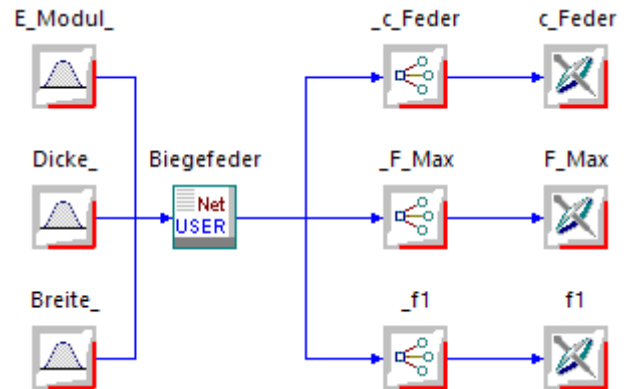 E_Modul_
_c_Feder
c_Feder
Dicke_
Biegefeder
_F_Max
F_Max
Net
USER
Breite_
_f1
f1